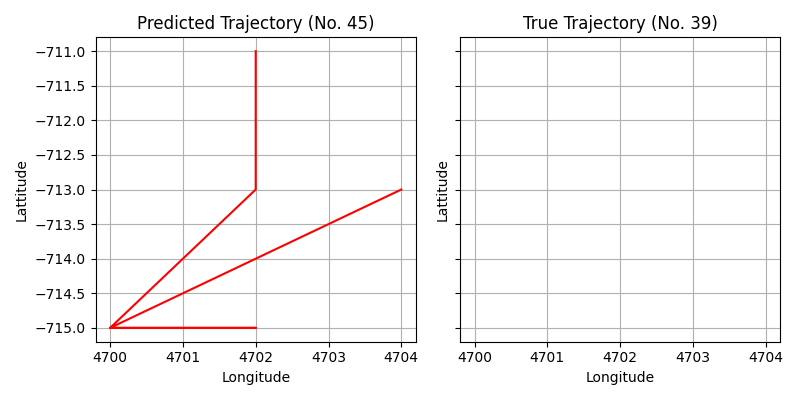 Predicted Trajectory (No. 45)
True Trajectory (No. 39)
−711.0
−711.5
−712.0
−712.5
−713.0
−713.5
−714.0
−714.5
−715.0
Lattitude
Lattitude
4700 4701 4702 4703 4704
4700 4701 4702 4703 4704
Longitude
Longitude